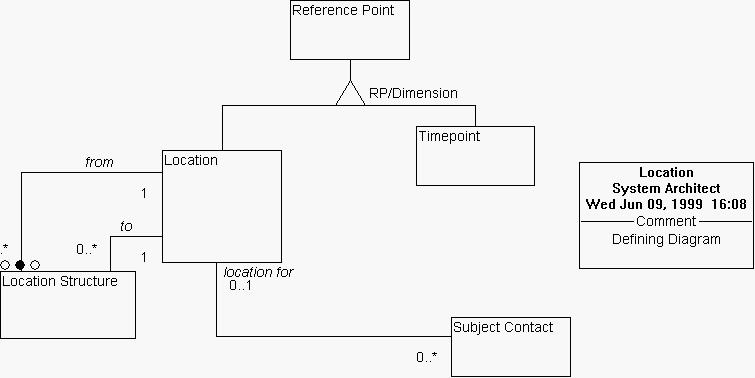 Reference Point
RP/Dimension
Timepoint
Location
from
1
to
.*
0..*
1
Location Structure
location for
0..1
Subject Contact
0..*
Location
System Architect
Wed Jun 09, 1999 16:08
Comment
Defining Diagram